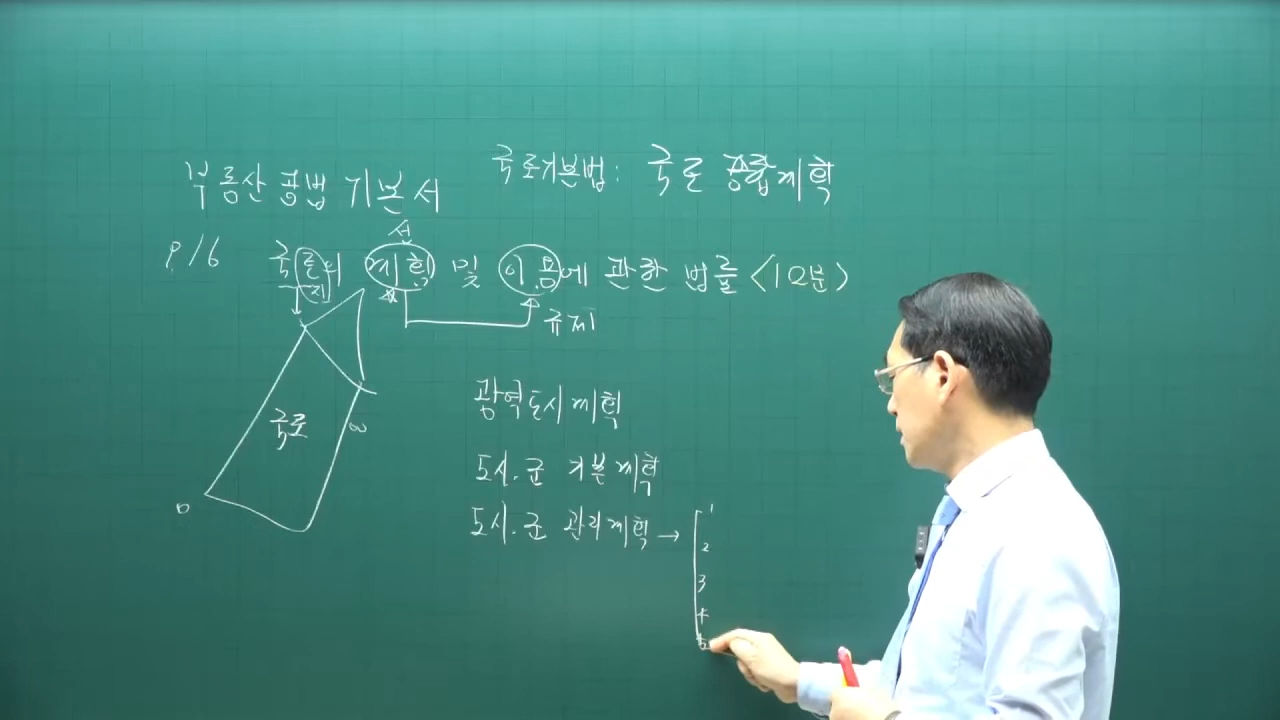 국토기본법: 국토 종합계획
부동산 공법 기본서
P16 국토의 계획 및 이용에 관한 법률 <12문>
선
지
규제
국토
광역도시계획
도시.군 기본계획
도시.군 관리계획 →
1
2
3
4
5